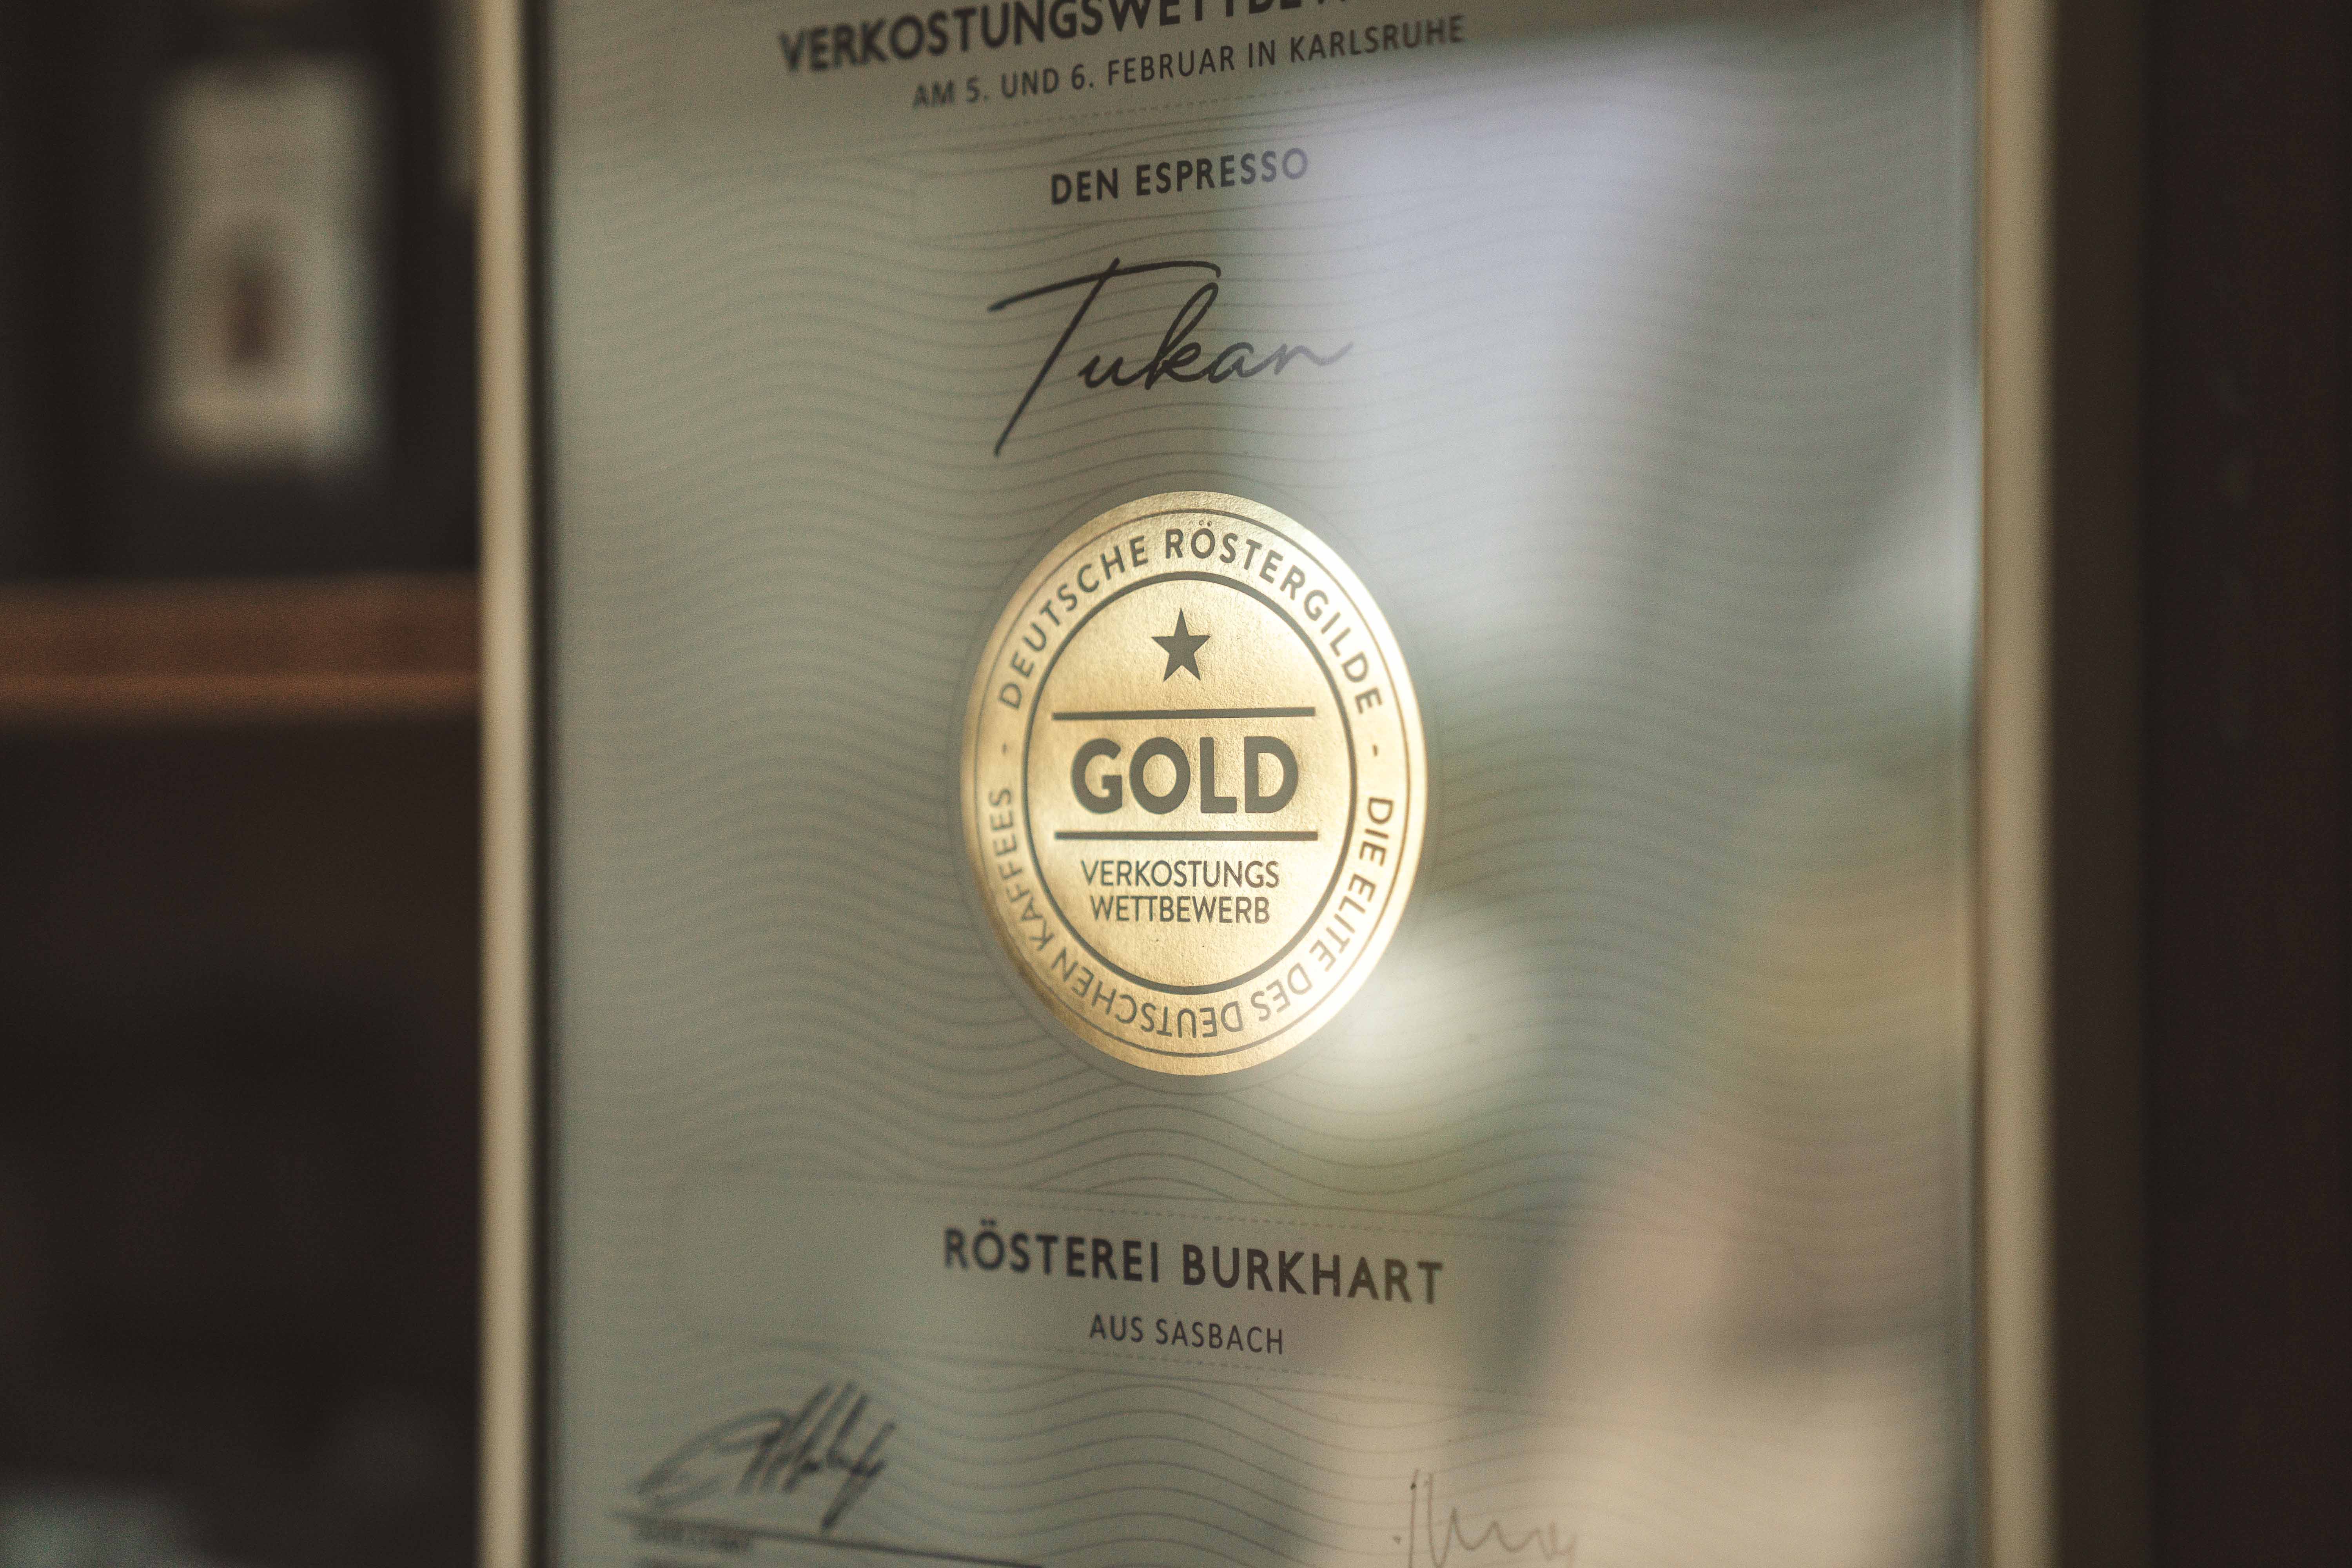 AM 5. UND 6. FEBRUAR IN KARLSRUHE
DEN ESPRESSO
Tukan
DEUTSCHE RÖSTERGILDE - DIE ELITE DES DEUTSCHEN KAFFEES -
GOLD
VERKOSTUNGS
WETTBEWERB
RÖSTEREI BURKHART
AUS SASBACH